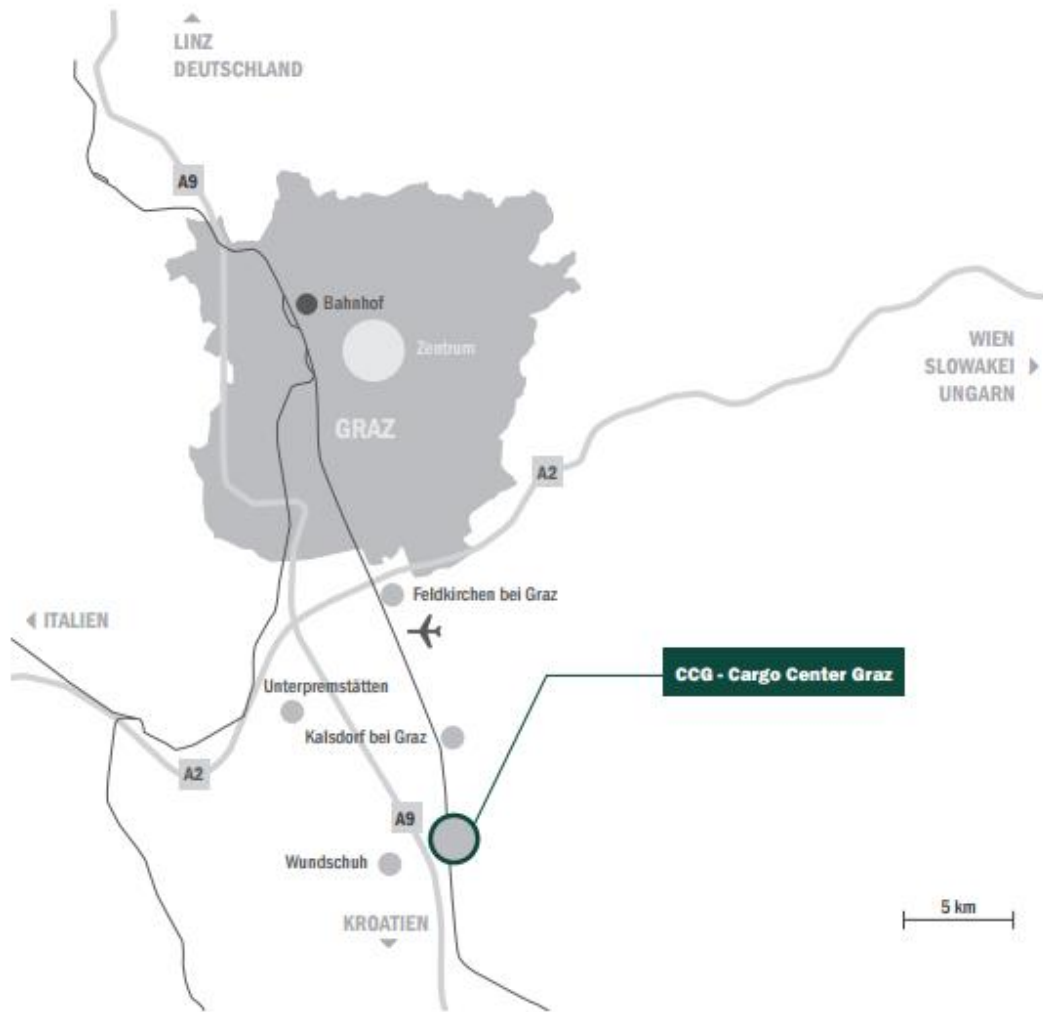 LINZ
DEUTSCHLAND
A9
Bahnhof
Zentrum
WIEN
SLOWAKEI
UNGARN
GRAZ
A2
Feldkirchen bei Graz
ITALIEN
CCG - Cargo Center Graz
Unterpremstätten
Kalsdorf bei Graz
A2
A9
Wundschuh
5 km
KROATIEN